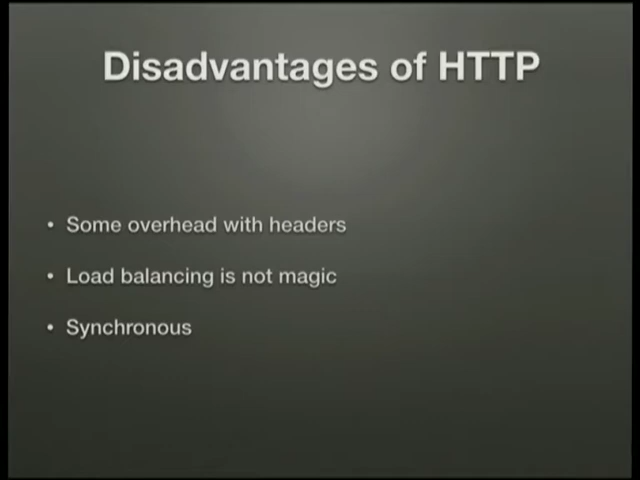 Disadvantages of HTTP
• Some overhead with headers
• Load balancing is not magic
• Synchronous